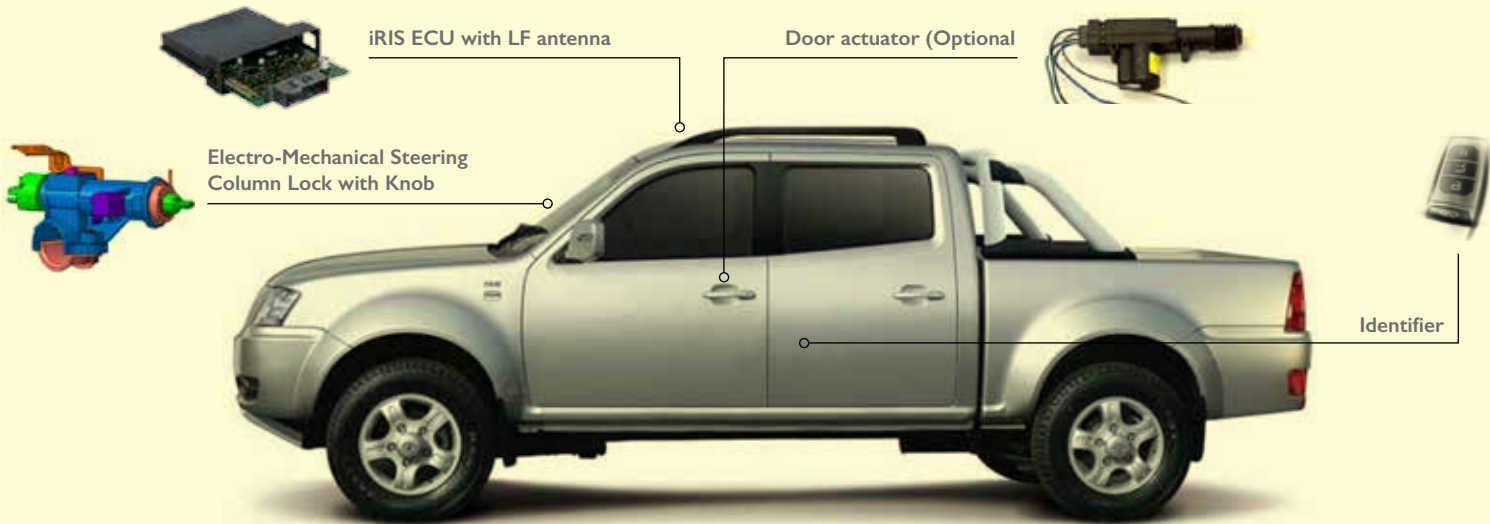 iRIS ECU with LF antenna
Door actuator (Optional
Electro-Mechanical Steering
Column Lock with Knob
Identifier